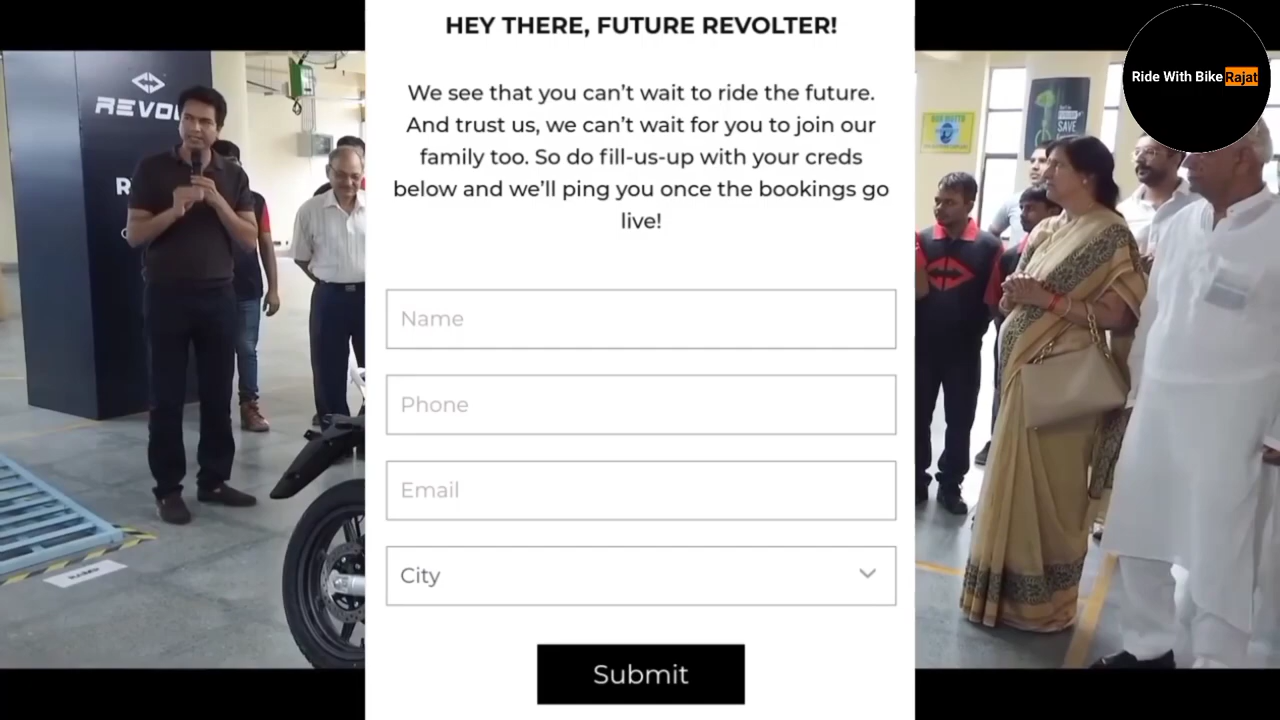 HEY THERE, FUTURE REVOLTER!
We see that you can’t wait to ride the future.
And trust us, we can’t wait for you to join our
family too. So do fill-us-up with your creds
below and we’ll ping you once the bookings go
live!
Name
Phone
Email
City
Submit
Ride With Bike Rajat
REVOL
R
SAVE
RAMP